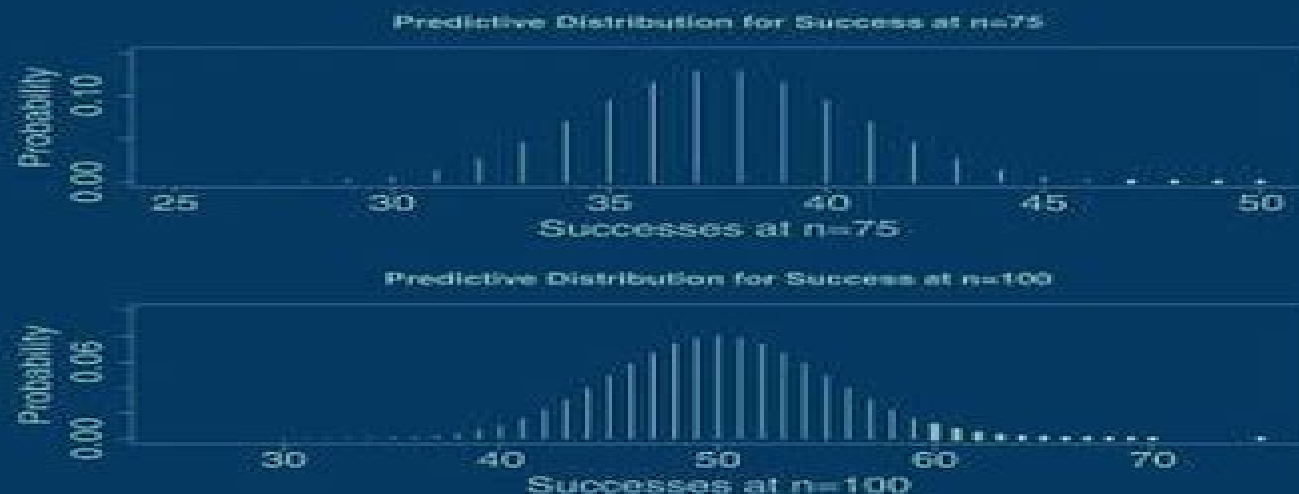 Predictive Distribution for Success at n=75
Probability
0.10
0.00
25 30 35 40 45 50
Successes at n=75
Predictive Distribution for Success at n=100
Probability
0.06
0.00
30 40 50 60 70
Successes at n=100